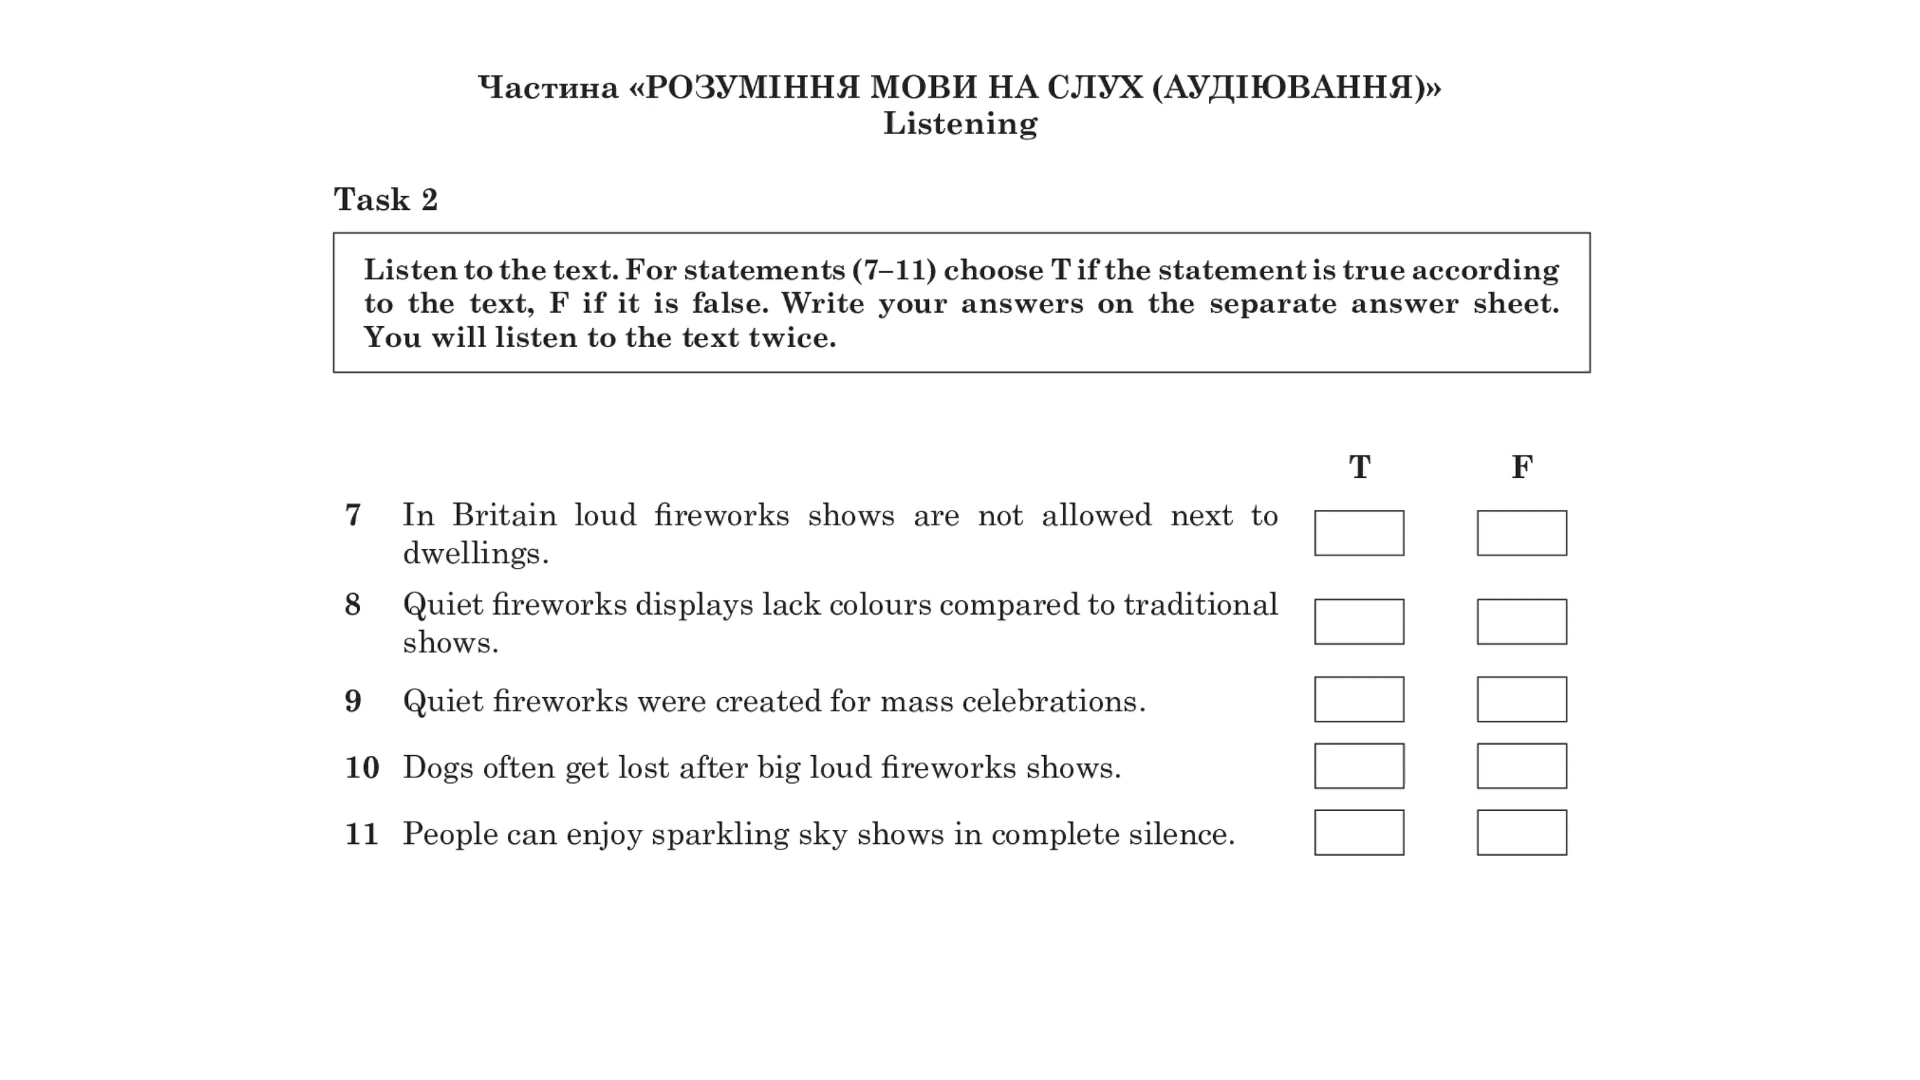 Частина «РОЗУМІННЯ МОВИ НА СЛУХ (АУДІЮВАННЯ)»
Listening
Task 2
Listen to the text. For statements (7–11) choose T if the statement is true according
to the text, F if it is false. Write your answers on the separate answer sheet.
You will listen to the text twice.
T F
7 In Britain loud fireworks shows are not allowed next to
dwellings.
8 Quiet fireworks displays lack colours compared to traditional
shows.
9 Quiet fireworks were created for mass celebrations.
10 Dogs often get lost after big loud fireworks shows.
11 People can enjoy sparkling sky shows in complete silence.